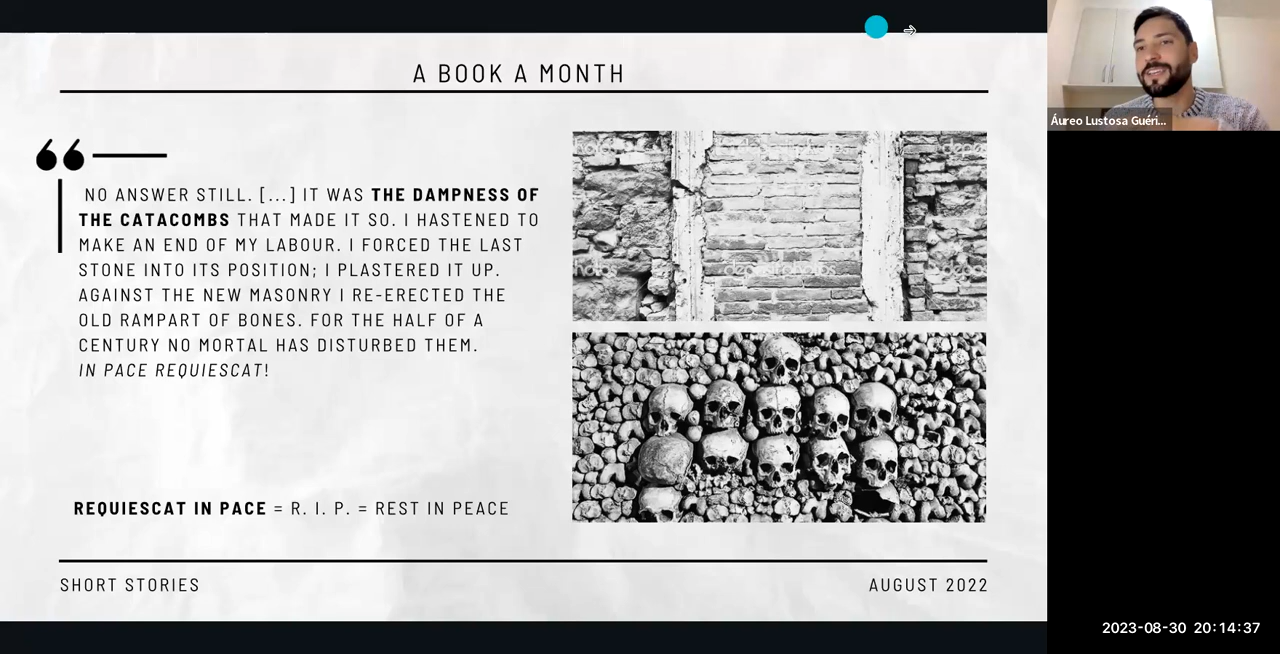 A BOOK A MONTH
Áureo Lustosa Guéri...
NO ANSWER STILL. [...] IT WAS THE DAMPNESS OF
THE CATACOMBS THAT MADE IT SO. I HASTENED TO
MAKE AN END OF MY LABOUR. I FORCED THE LAST
STONE INTO ITS POSITION; I PLASTERED IT UP.
AGAINST THE NEW MASONRY I RE-ERECTED THE
OLD RAMPART OF BONES. FOR THE HALF OF A
CENTURY NO MORTAL HAS DISTURBED THEM.
IN PACE REQUIESCAT!
depositphotos
REQUIESCAT IN PACE = R. I. P. = REST IN PEACE
SHORT STORIES
AUGUST 2022
2023-08-30 20:14:37